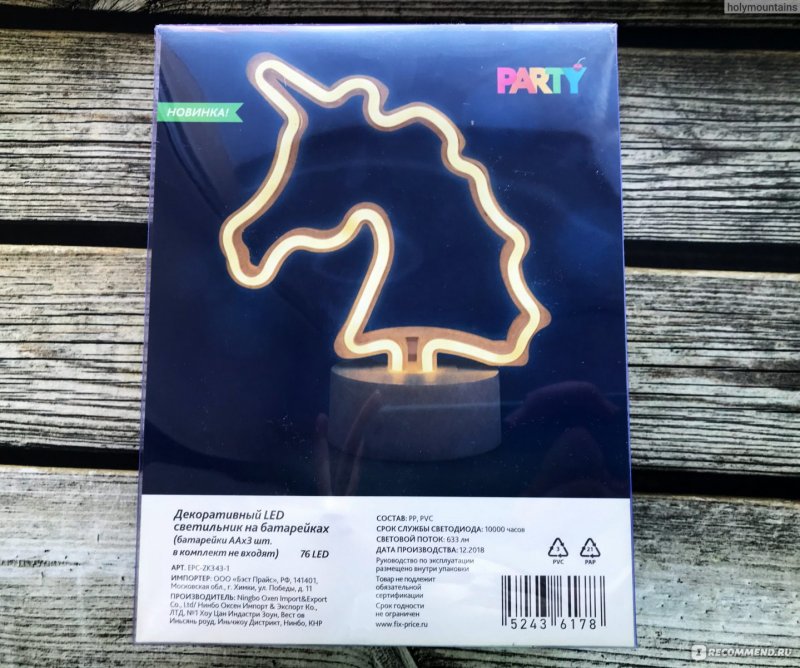 holymountains
PARTY
НОВИНКА!
Декоративный LED
светильник на батарейках
(батарейки ААх3 шт.
в комплект не входят) 76 LED
АРТ. EPC-ZK343-1
ИМПОРТЕР: ООО «Бэст Прайс», РФ, 141401,
Московская обл., г. Химки, ул. Победы, д. 11
ПРОИЗВОДИТЕЛЬ: Ningbo Oxen Import&Export
Co., Ltd/ Нинбо Оксен Импорт & Экспорт Ко.,
ЛТД, №1 Хоу Цан Индастри Зоун, Вест ов
Иньсянь роуд, Иньчжоу Дистрикт, Нинбо, КНР
СОСТАВ: PP, PVC
СРОК СЛУЖБЫ СВЕТОДИОДА: 10000 часов
СВЕТОВОЙ ПОТОК: 633 лм
ДАТА ПРОИЗВОДСТВА: 12.2018
Руководство по эксплуатации
размещено внутри упаковки
Товар не подлежит
обязательной
сертификации
Срок годности
не ограничен
www.fix-price.ru
3 21
PVC PAP
5243 6178
IRECOMMEND.RU